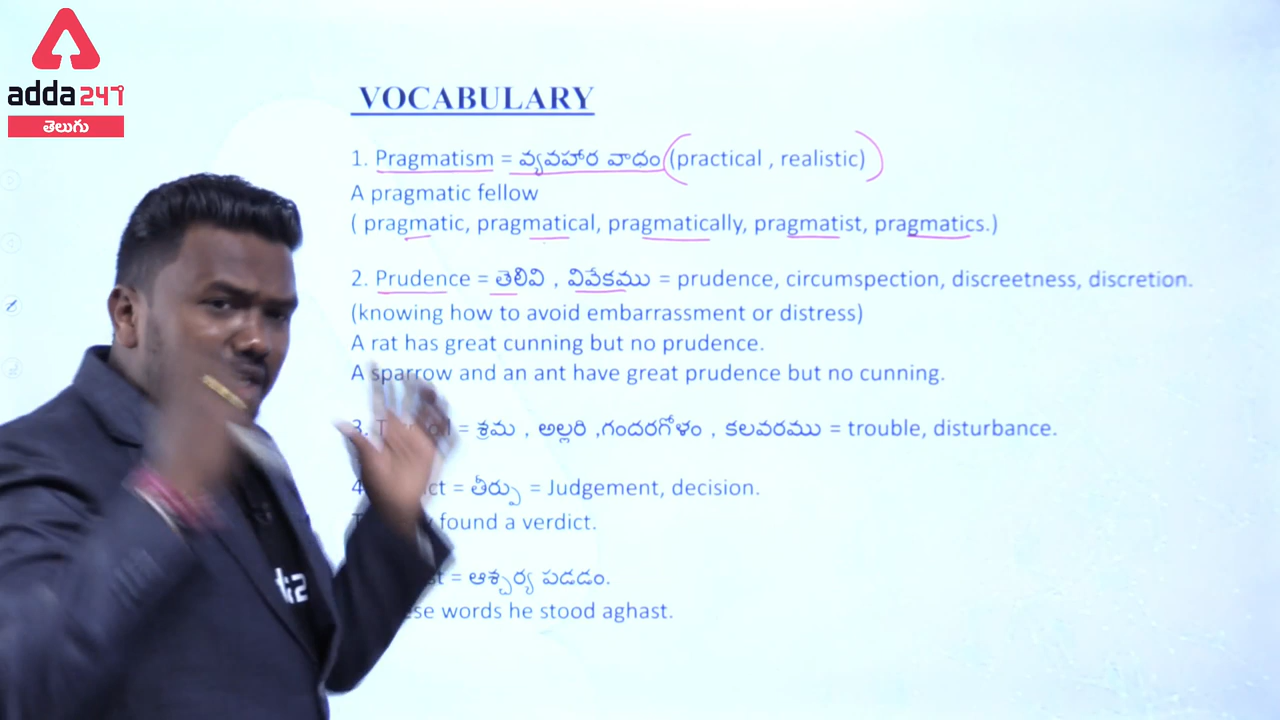 adda247
తెలుగు
VOCABULARY
1. Pragmatism = వ్యవహార వాదం (practical , realistic)
A pragmatic fellow
( pragmatic, pragmatical, pragmatically, pragmatist, pragmatics.)
2. Prudence = తెలివి , వివేకము = prudence, circumspection, discreetness, discretion.
(knowing how to avoid embarrassment or distress)
A rat has great cunning but no prudence.
A sparrow and an ant have great prudence but no cunning.
3. = శ్రమ , అల్లరి ,గందరగోళం , కలవరము = trouble, disturbance.
4 = తీర్పు = Judgement, decision.
found a verdict.
= ఆశ్చర్య పడడం.
words he stood aghast.